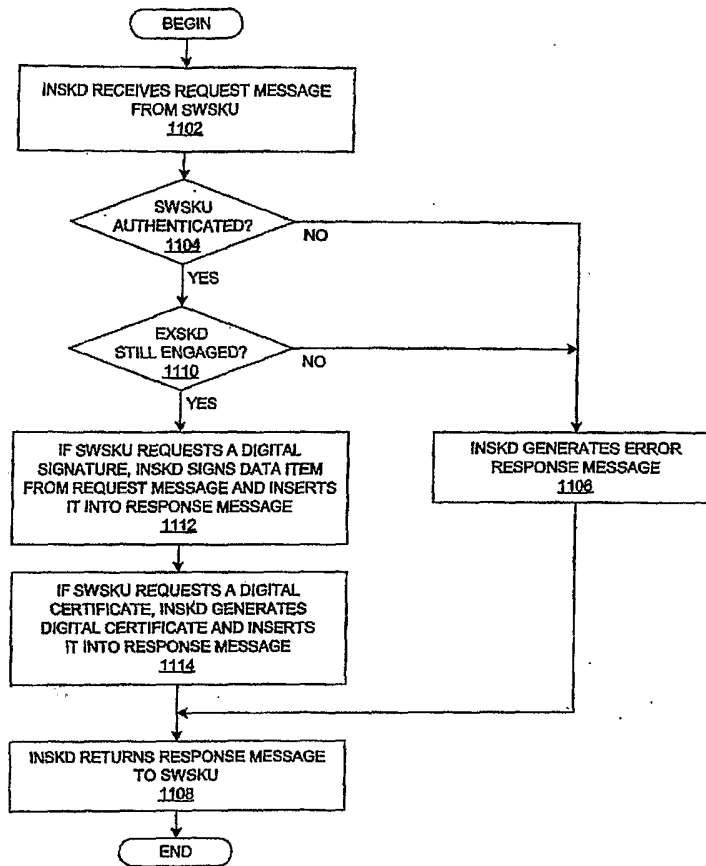 BEGIN
INSKD RECEIVES REQUEST MESSAGE
FROM SWSKU
1102
SWSKU
AUTHENTICATED?
1104
NO
YES
EXSKD
STILL ENGAGED?
1110
NO
YES
IF SWSKU REQUESTS A DIGITAL
SIGNATURE, INSKD SIGNS DATA ITEM
FROM REQUEST MESSAGE AND INSERTS
IT INTO RESPONSE MESSAGE
1112
INSKD GENERATES ERROR
RESPONSE MESSAGE
1106
IF SWSKU REQUESTS A DIGITAL
CERTIFICATE, INSKD GENERATES
DIGITAL CERTIFICATE AND INSERTS
IT INTO RESPONSE MESSAGE
1114
INSKD RETURNS RESPONSE MESSAGE
TO SWSKU
1108
END